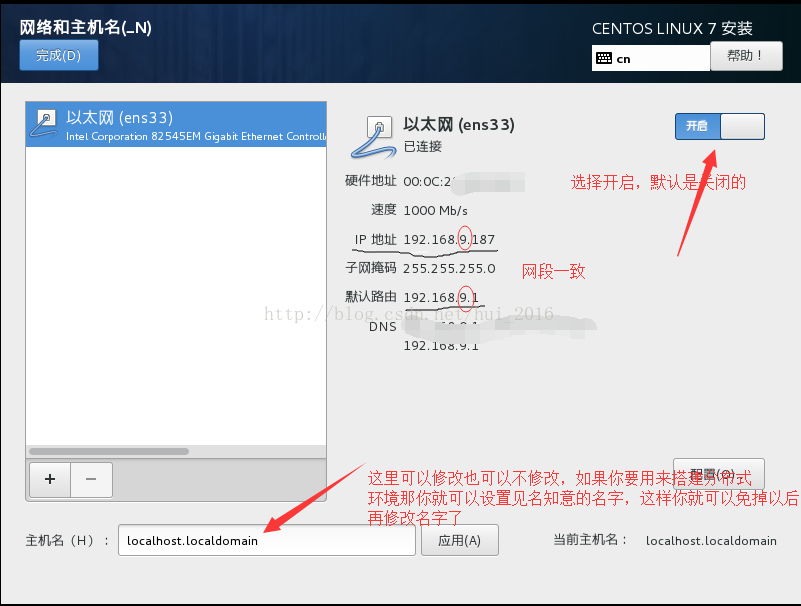 网络和主机名(_N)
CENTOS LINUX 7 安装
完成(D)
cn
帮助！
以太网 (ens33)
Intel Corporation 82545EM Gigabit Ethernet Controlle
以太网 (ens33)
已连接
开启
硬件地址 00:0C:2
选择开启，默认是关闭的
速度 1000 Mb/s
IP 地址 192.168.9.187
子网掩码 255.255.255.0
网段一致
默认路由 192.168.9.1
http://blog.csdn.net/hui_2016
DNS
192.168.9.1
+ −
配置(O)
这里可以修改也可以不修改，如果你要用来搭建分布式
环境那你就可以设置见名知意的名字，这样你就可以免掉以后
再修改名字了
主机名（H）： localhost.localdomain 应用(A) 当前主机名： localhost.localdomain